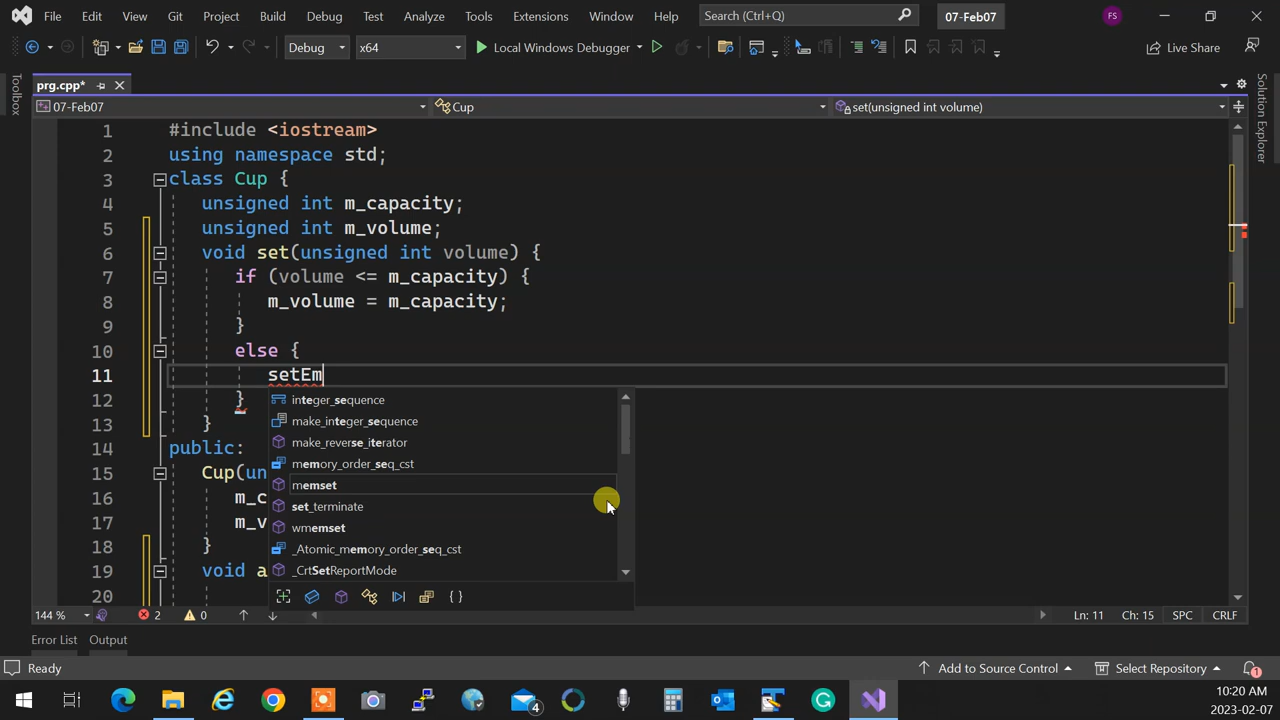 File Edit View Git Project Build Debug Test Analyze Tools Extensions Window Help Search (Ctrl+Q) 07-Feb07 FS
Debug x64 Local Windows Debugger Live Share
prg.cpp*
07-Feb07 Cup set(unsigned int volume)
Toolbox
Solution Explorer
1 #include <iostream>
2 using namespace std;
3 class Cup {
4 unsigned int m_capacity;
5 unsigned int m_volume;
6 void set(unsigned int volume) {
7 if (volume <= m_capacity) {
8 m_volume = m_capacity;
9 }
10 else {
11 setEm
12 }
13 }
14 public:
15 Cup(un
16 m_c
17 m_v
18 }
19 void a
20
integer_sequence
make_integer_sequence
make_reverse_iterator
memory_order_seq_cst
memset
set_terminate
wmemset
_Atomic_memory_order_seq_cst
_CrtSetReportMode
144 % 2 0 Ln: 11 Ch: 15 SPC CRLF
Error List Output
Ready Add to Source Control Select Repository 1
4 10:20 AM
2023-02-07